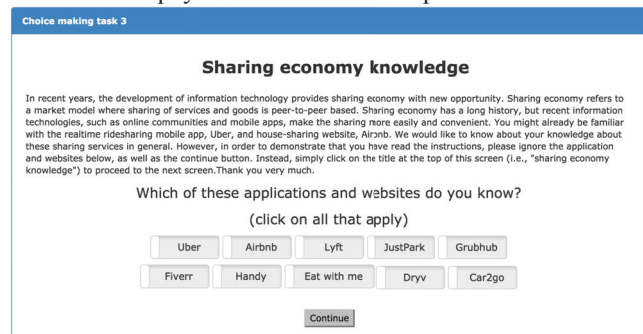 Choice making task 3
Sharing economy knowledge
In recent years, the development of information technology provides sharing economy with new opportunity. Sharing economy refers to
a market model where sharing of services and goods is peer-to-peer based. Sharing economy has a long history, but recent information
technologies, such as online communities and mobile apps, make the sharing more easily and convenient. You might already be familiar
with the realtime ridesharing mobile app, Uber, and house-sharing website, Airbnb. We would like to know about your knowledge about
these sharing services in general. However, in order to demonstrate that you have read the instructions, please ignore the application
and websites below, as well as the continue button. Instead, simply click on the title at the top of this screen (i.e., "sharing economy
knowledge") to proceed to the next screen.Thank you very much.
Which of these applications and websites do you know?
(click on all that apply)
Uber Airbnb Lyft JustPark Grubhub
Fiverr Handy Eat with me Dryv Car2go
Continue